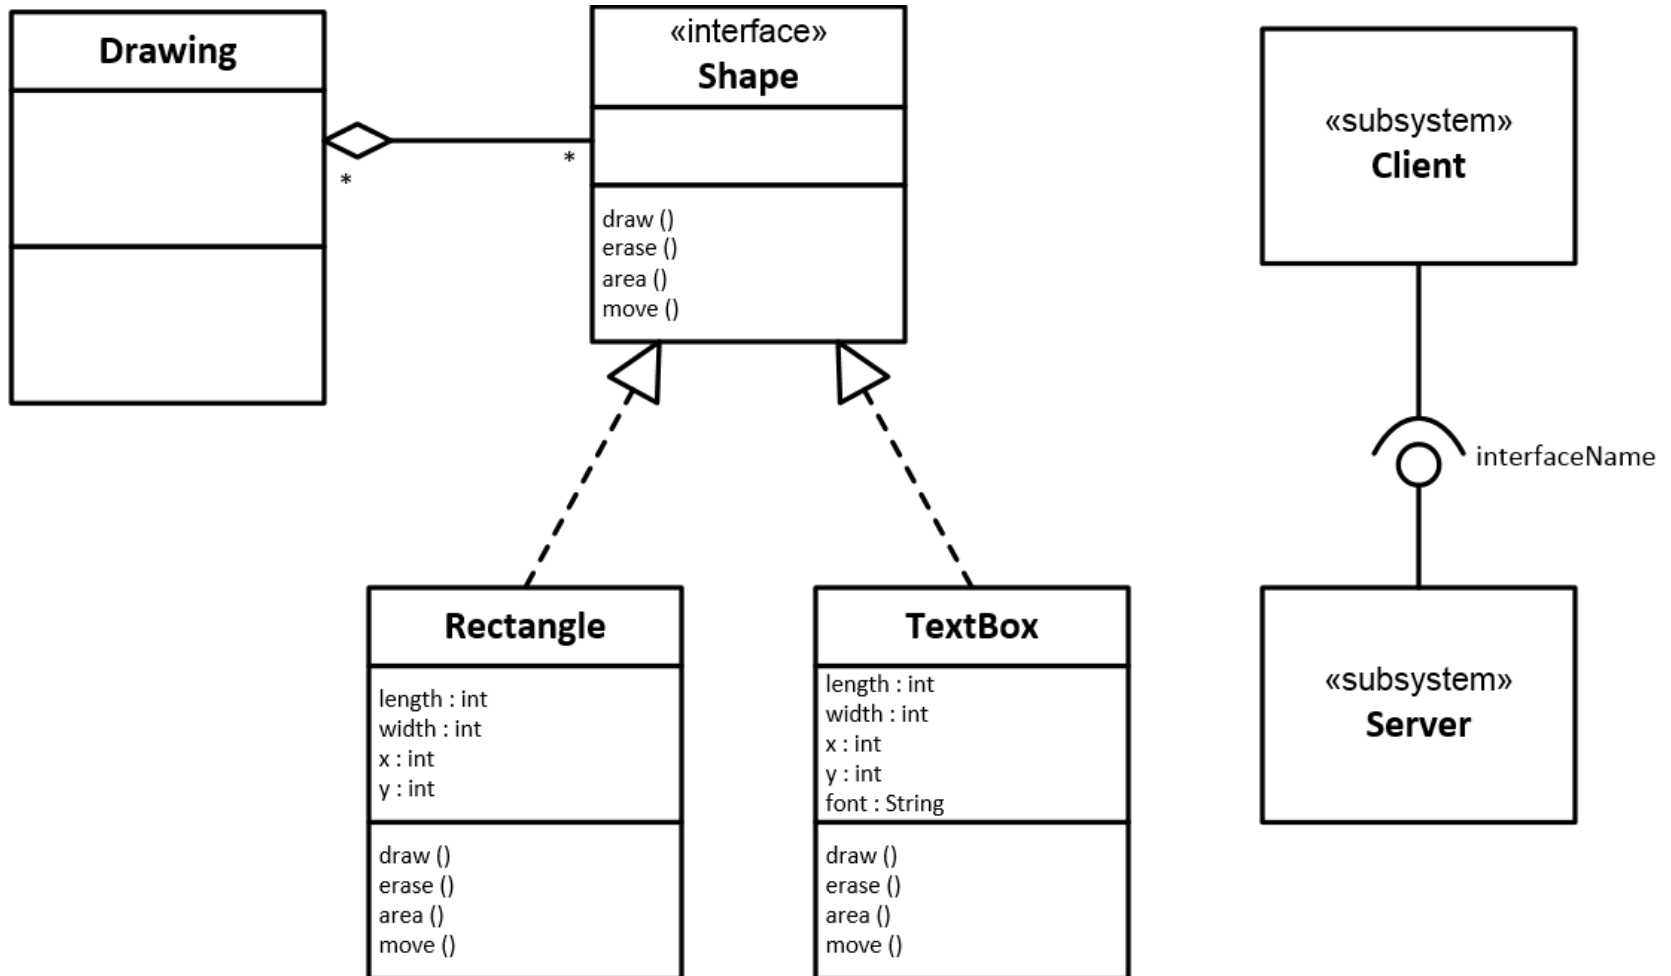 Drawing
*
*
«interface»
Shape
draw ()
erase ()
area ()
move ()
Rectangle
length : int
width : int
x : int
y : int
draw ()
erase ()
area ()
move ()
TextBox
length : int
width : int
x : int
y : int
font : String
draw ()
erase ()
area ()
move ()
«subsystem»
Client
interfaceName
«subsystem»
Server